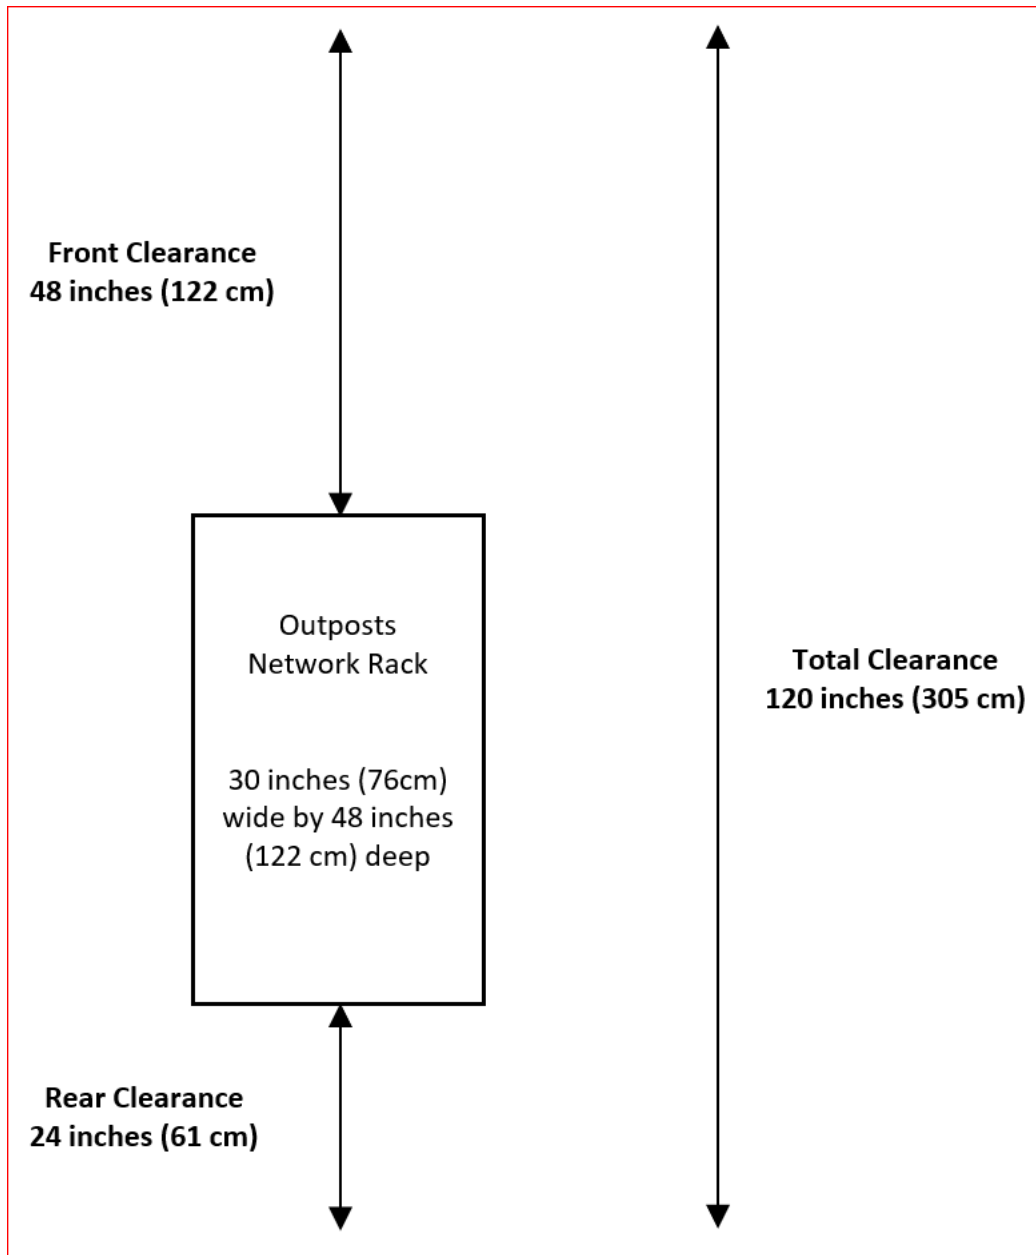 Front Clearance
48 inches (122 cm)
Outposts
Network Rack
30 inches (76cm)
wide by 48 inches
(122 cm) deep
Total Clearance
120 inches (305 cm)
Rear Clearance
24 inches (61 cm)